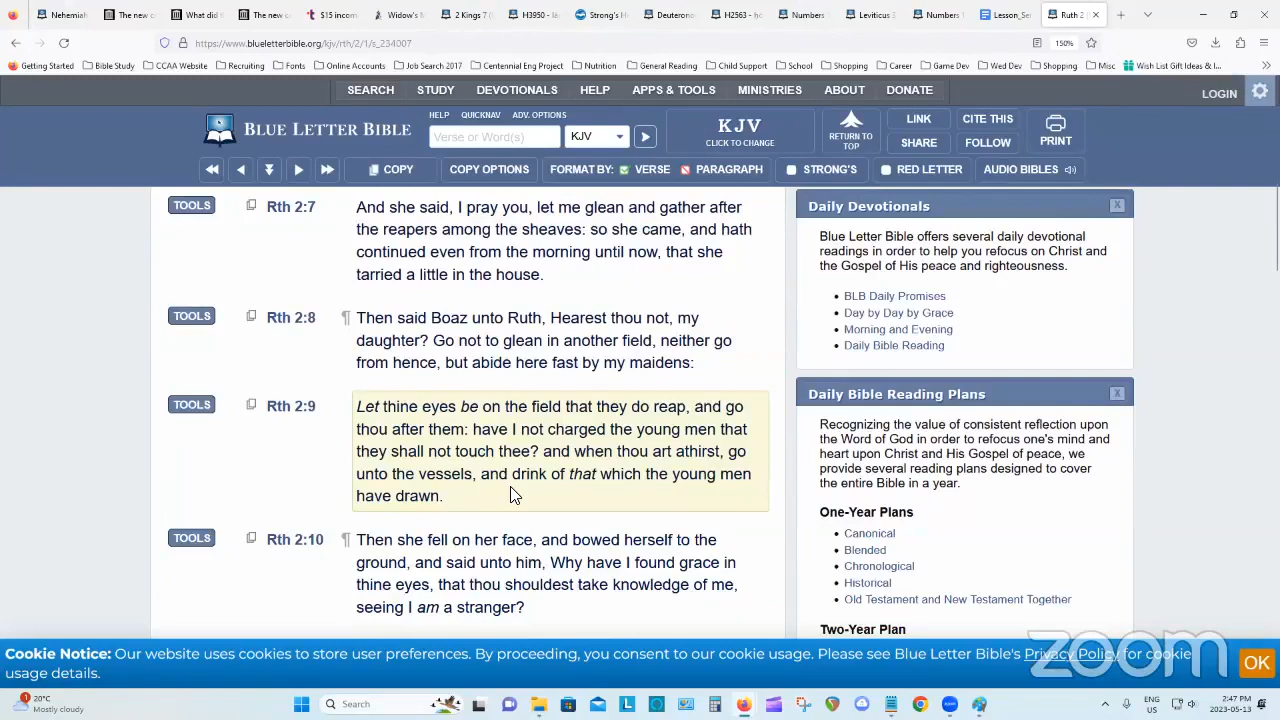 Nehemiah
The new c
The new c
What did t
$15 incom
Widow's M
2 Kings 7 (
H3950 - l
Strong's H
Deuterono
H2563 - ho
Numbers
Leviticus 3
Numbers 1
Lesson_Ser
Ruth 2 (
https://www.blueletterbible.org/kjv/rth/2/1/s_234007
150%
Getting Started
Bible Study
CCAA Website
Recruiting
Fonts
Online Accounts
Job Search 2017
Centennial Eng Project
Nutrition
General Reading
Child Support
School
Shopping
Career
Game Dev
Wed Dev
Shopping
Misc
Wish List Gift Ideas & I...
SEARCH STUDY DEVOTIONALS HELP APPS & TOOLS MINISTRIES ABOUT DONATE
LOGIN
BLUE LETTER BIBLE
HELP QUICKNAV ADV. OPTIONS
Verse or Word(s)
KJV
KJV
CLICK TO CHANGE
RETURN TO
TOP
LINK
CITE THIS
SHARE
FOLLOW
PRINT
COPY
COPY OPTIONS
FORMAT BY: VERSE PARAGRAPH
STRONG'S
RED LETTER
AUDIO BIBLES
TOOLS Rth 2:7 And she said, I pray you, let me glean and gather after
the reapers among the sheaves: so she came, and hath
continued even from the morning until now, that she
tarried a little in the house.
TOOLS Rth 2:8 ¶ Then said Boaz unto Ruth, Hearest thou not, my
daughter? Go not to glean in another field, neither go
from hence, but abide here fast by my maidens:
TOOLS Rth 2:9 Let thine eyes be on the field that they do reap, and go
thou after them: have I not charged the young men that
they shall not touch thee? and when thou art athirst, go
unto the vessels, and drink of that which the young men
have drawn.
TOOLS Rth 2:10 ¶ Then she fell on her face, and bowed herself to the
ground, and said unto him, Why have I found grace in
thine eyes, that thou shouldest take knowledge of me,
seeing I am a stranger?
Daily Devotionals
X
Blue Letter Bible offers several daily devotional
readings in order to help you refocus on Christ and
the Gospel of His peace and righteousness.
BLB Daily Promises
Day by Day by Grace
Morning and Evening
Daily Bible Reading
Daily Bible Reading Plans
X
Recognizing the value of consistent reflection upon
the Word of God in order to refocus one's mind and
heart upon Christ and His Gospel of peace, we
provide several reading plans designed to cover
the entire Bible in a year.
One-Year Plans
Canonical
Blended
Chronological
Historical
Old Testament and New Testament Together
Two-Year Plan
zoom
Cookie Notice: Our website uses cookies to store user preferences. By proceeding, you consent to our cookie usage. Please see Blue Letter Bible's Privacy Policy for cookie
usage details.
OK
20°C
Mostly cloudy
Search
ENG
US
2:47 PM
2023-05-13